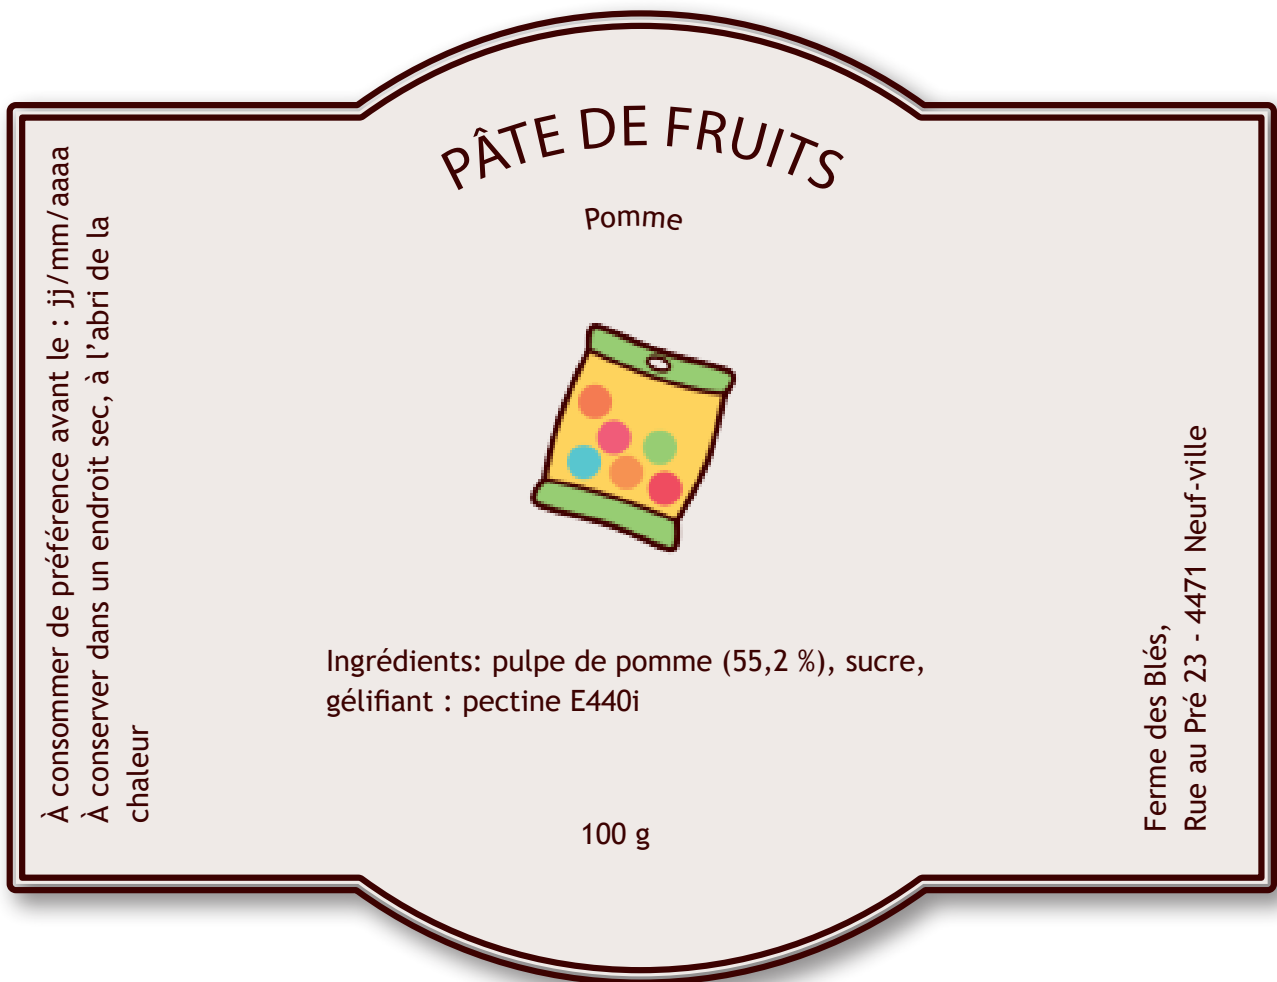 PÂTE DE FRUITS
Pomme
À consommer de préférence avant le : jj/mm/aaaa
À conserver dans un endroit sec, à l’abri de la
chaleur
Ingrédients: pulpe de pomme (55,2 %), sucre,
gélifiant : pectine E440i
100 g
Ferme des Blés,
Rue au Pré 23 - 4471 Neuf-ville